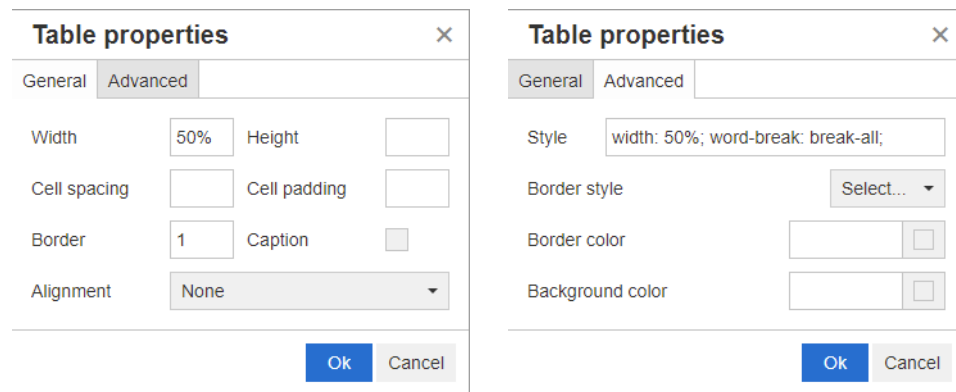 Table properties ×
General Advanced
Width 50% Height
Cell spacing Cell padding
Border 1 Caption
Alignment None
Ok Cancel
Table properties ×
General Advanced
Style width: 50%; word-break: break-all;
Border style Select...
Border color
Background color
Ok Cancel